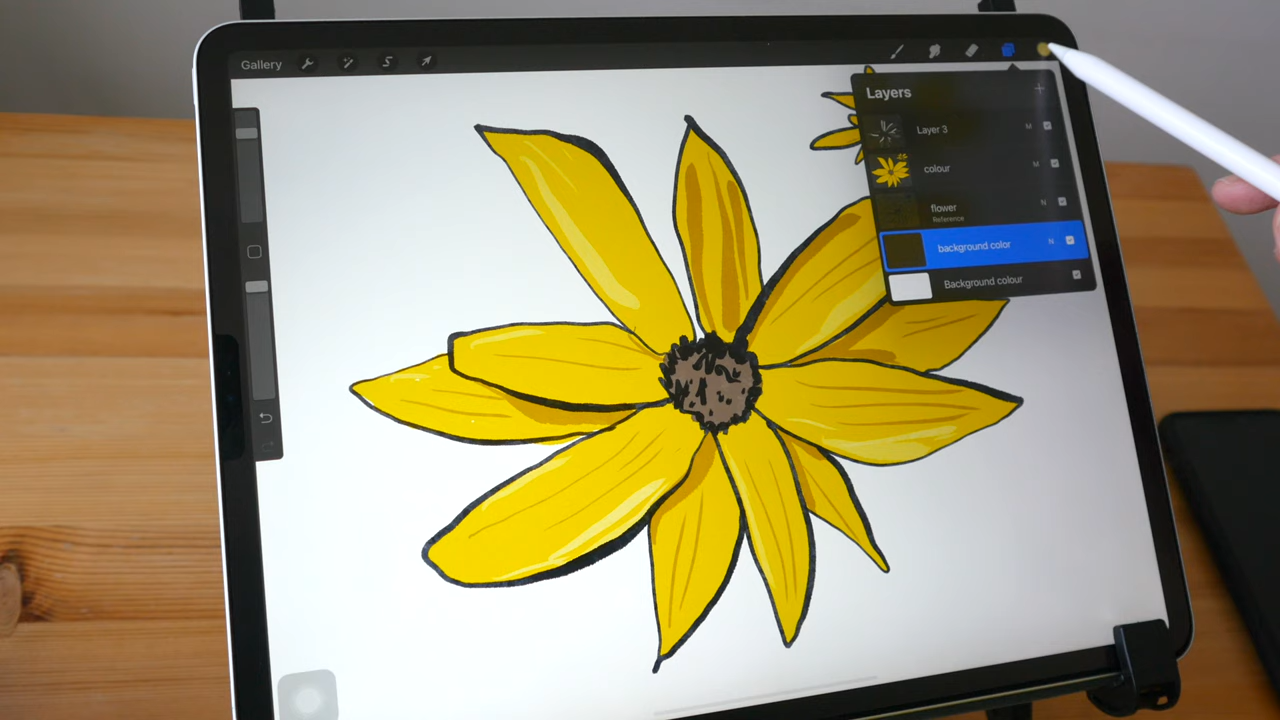 Gallery
Layers
Layer 3 M
colour M
flower N
Reference
background color N
Background colour